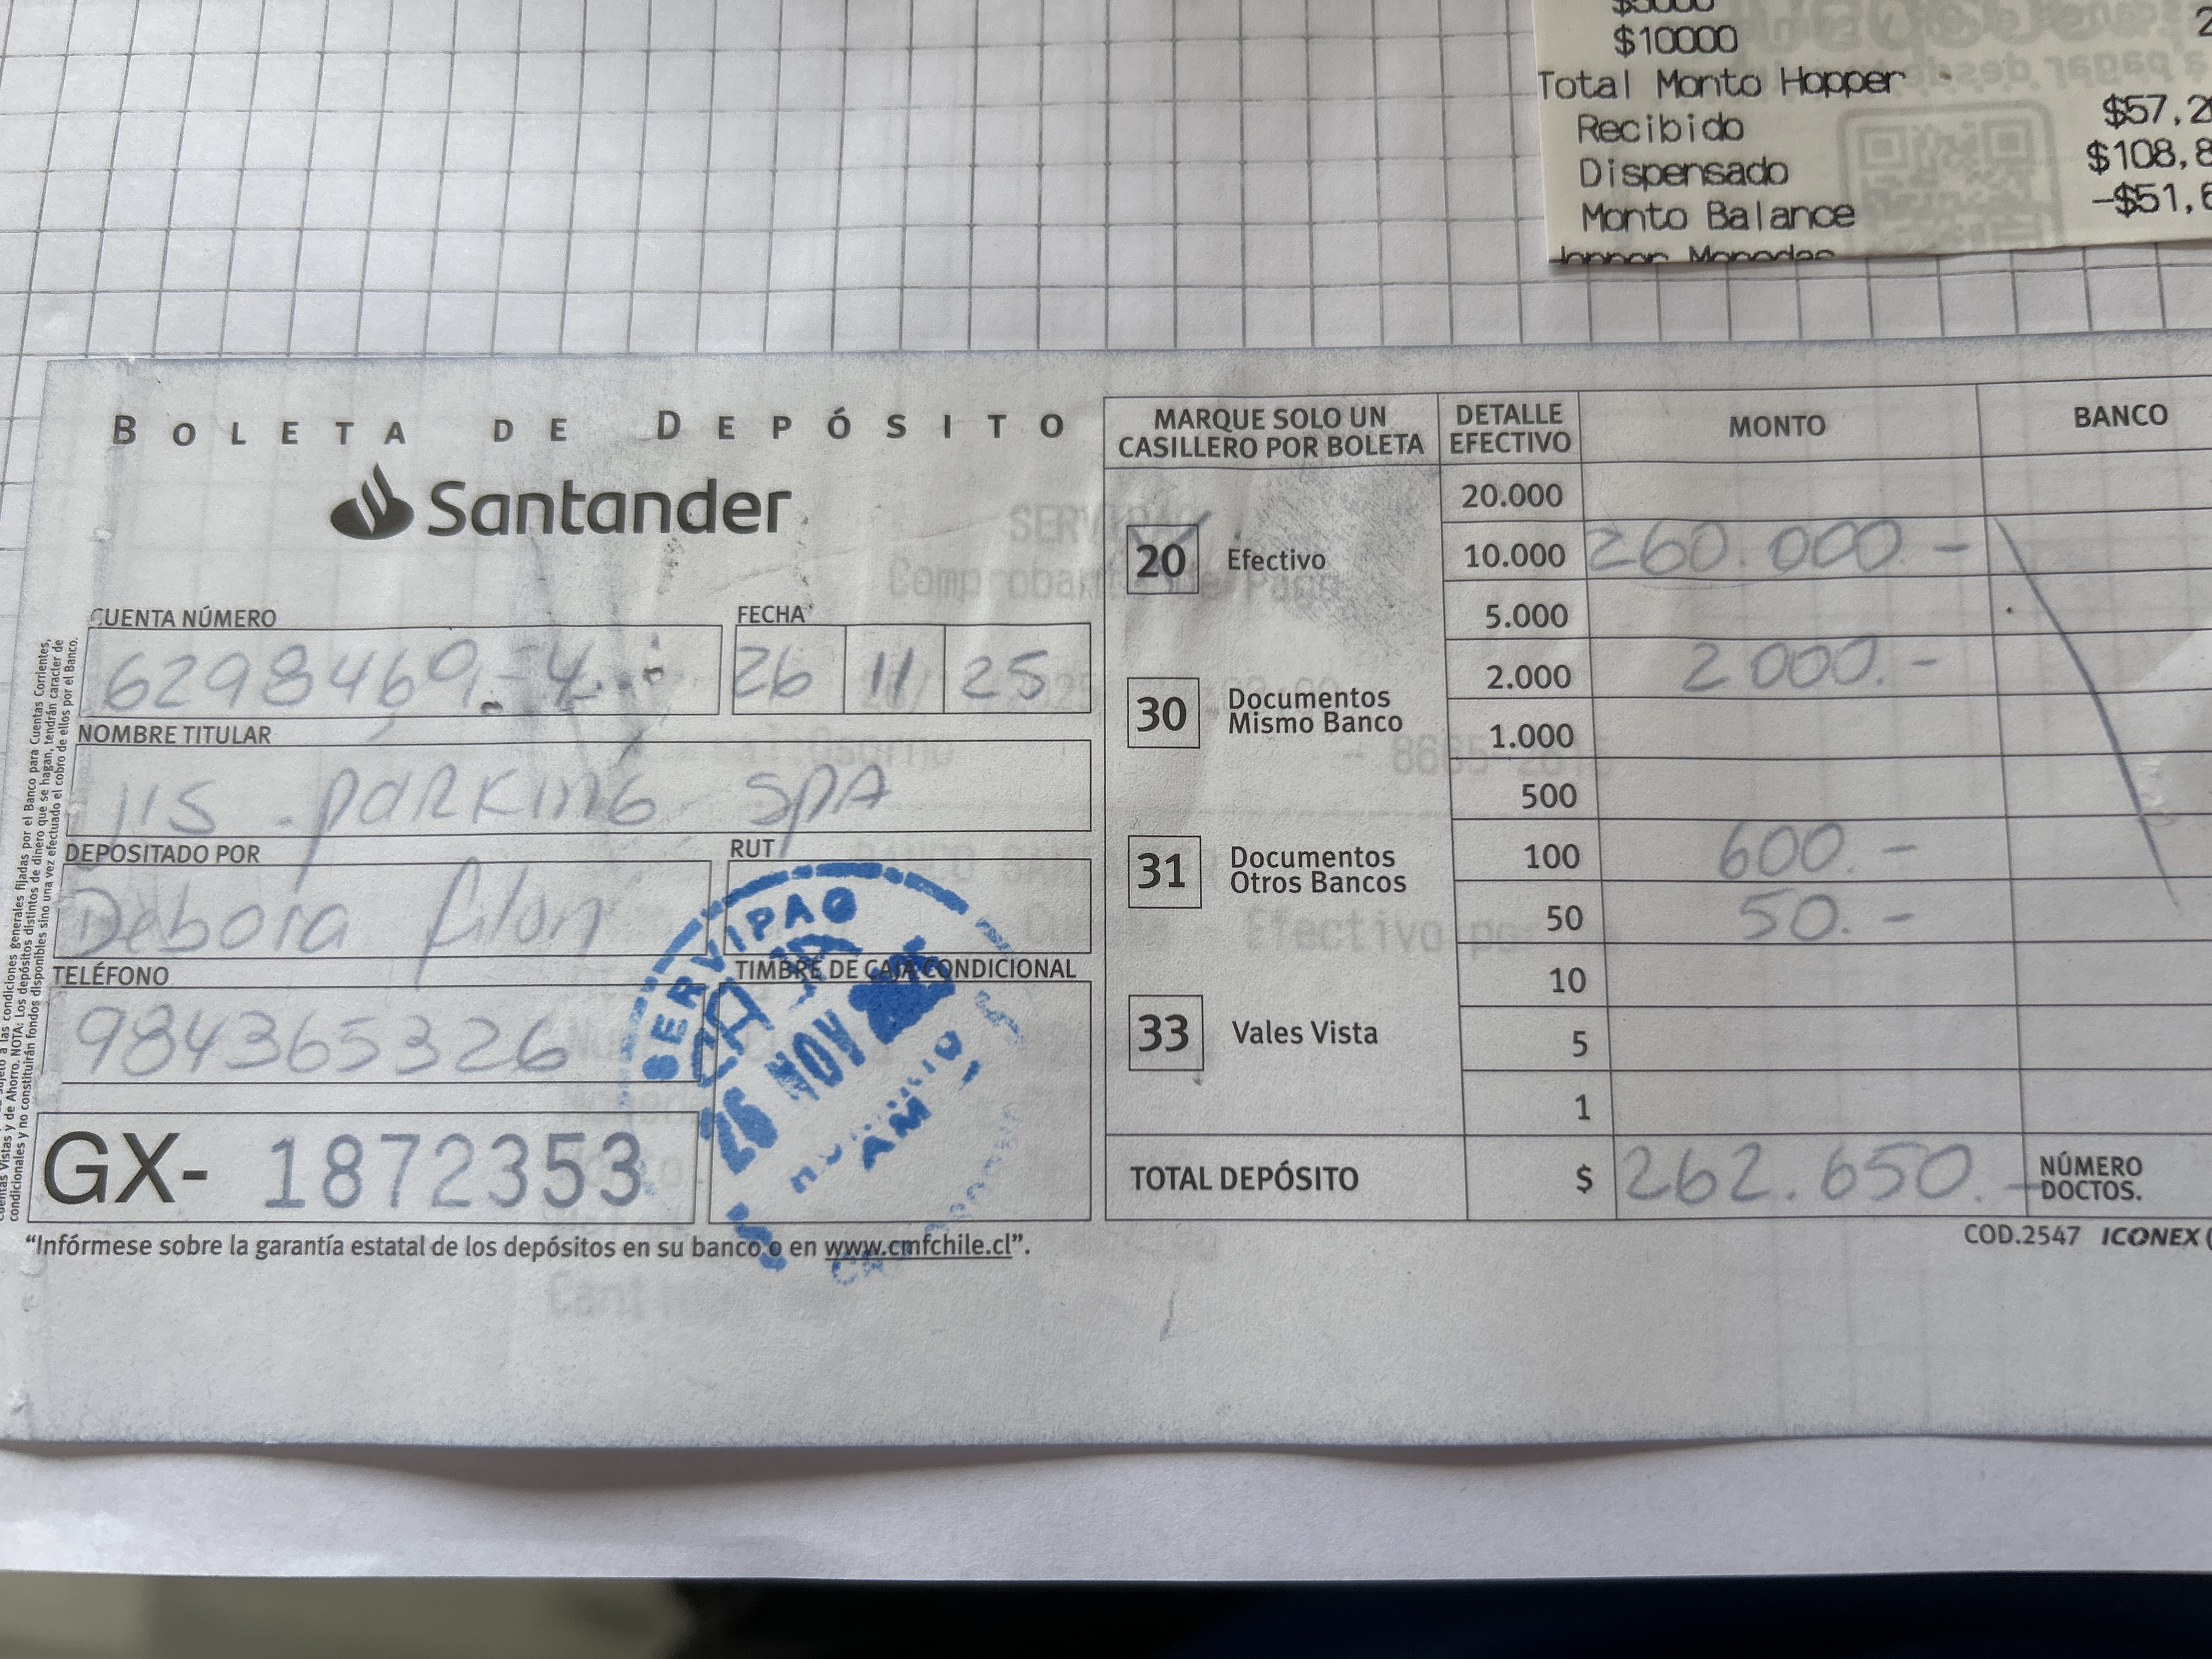 $5000
$10000
Total Monto Hopper
Recibido
Dispensado
Monto Balance
$57,2
$108,8
-$51,6
BOLETA DE DEPÓSITO
Santander
CUENTA NÚMERO
6298469-4
FECHA
26 11 25
NOMBRE TITULAR
JJS PARKING SPA
DEPOSITADO POR
Debora
RUT
TELÉFONO
984365326
TIMBRE DE CAJA CONDICIONAL
SERVIPAG
26 NOV
GX- 1872353
"Infórmese sobre la garantía estatal de los depósitos en su banco o en www.cmfchile.cl".
MARQUE SOLO UN
CASILLERO POR BOLETA
20 Efectivo
30 Documentos
Mismo Banco
31 Documentos
Otros Bancos
33 Vales Vista
DETALLE
EFECTIVO
MONTO
BANCO
20.000
10.000 260.000.-
5.000
2.000 2000.-
1.000
500
100 600.-
50 50.-
10
5
1
TOTAL DEPÓSITO $ 262.650.-
NÚMERO
DOCTOS.
COD.2547 ICONEX